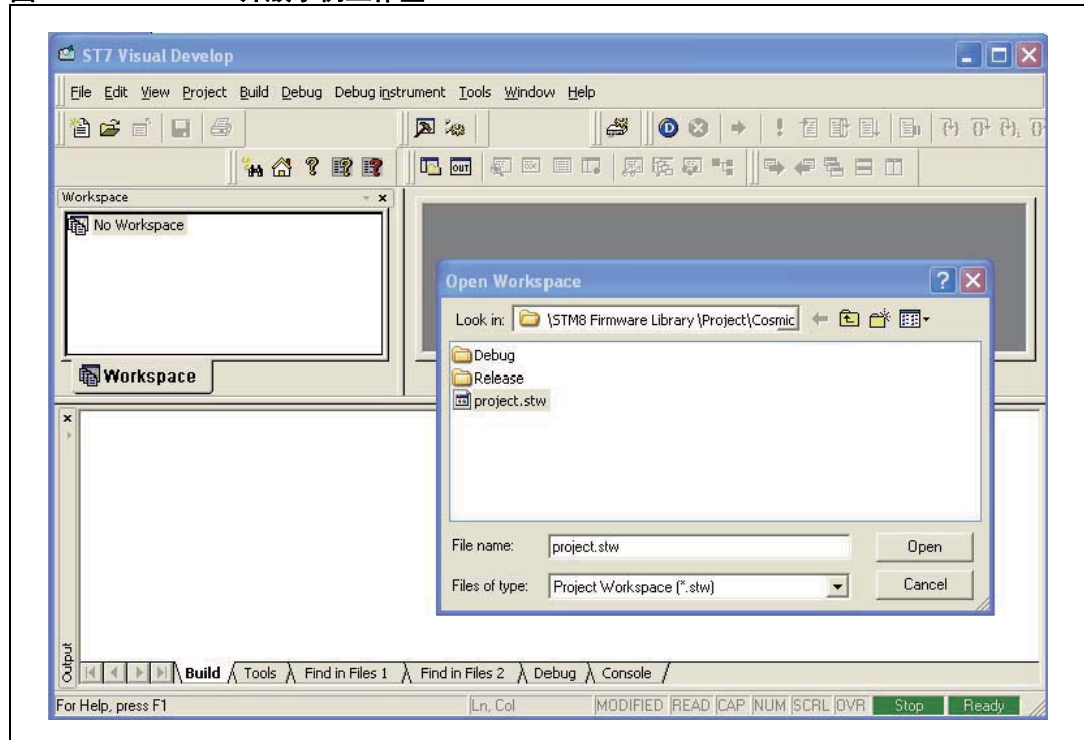 ST7 Visual Develop
File Edit View Project Build Debug Debug instrument Tools Window Help
D
OUT
Workspace
No Workspace
Workspace
Open Workspace
Look in: \STM8 Firmware Library \Project\Cosmic
Debug
Release
project.stw
File name: project.stw Open
Files of type: Project Workspace (*.stw) Cancel
Output
Build Tools Find in Files 1 Find in Files 2 Debug Console
For Help, press F1 Ln, Col MODIFIED READ CAP NUM SCRL OVR Stop Ready